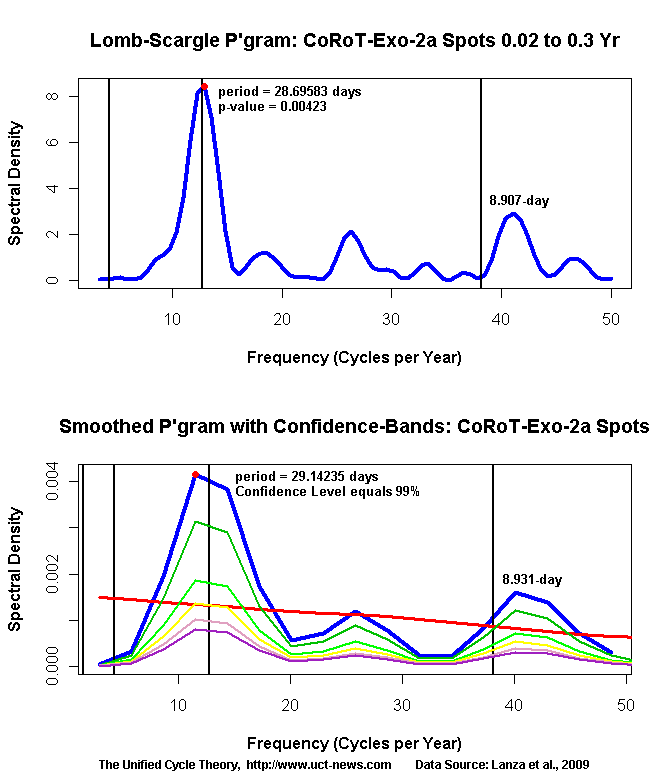 Lomb-Scargle P'gram: CoRoT-Exo-2a Spots 0.02 to 0.3 Yr
period = 28.69583 days
p-value = 0.00423
8.907-day
Spectral Density
0 2 4 6 8
10 20 30 40 50
Frequency (Cycles per Year)
Smoothed P'gram with Confidence-Bands: CoRoT-Exo-2a Spots
period = 29.14235 days
Confidence Level equals 99%
8.931-day
Spectral Density
0.000 0.002 0.004
10 20 30 40 50
Frequency (Cycles per Year)
The Unified Cycle Theory, http://www.uct-news.com Data Source: Lanza et al., 2009